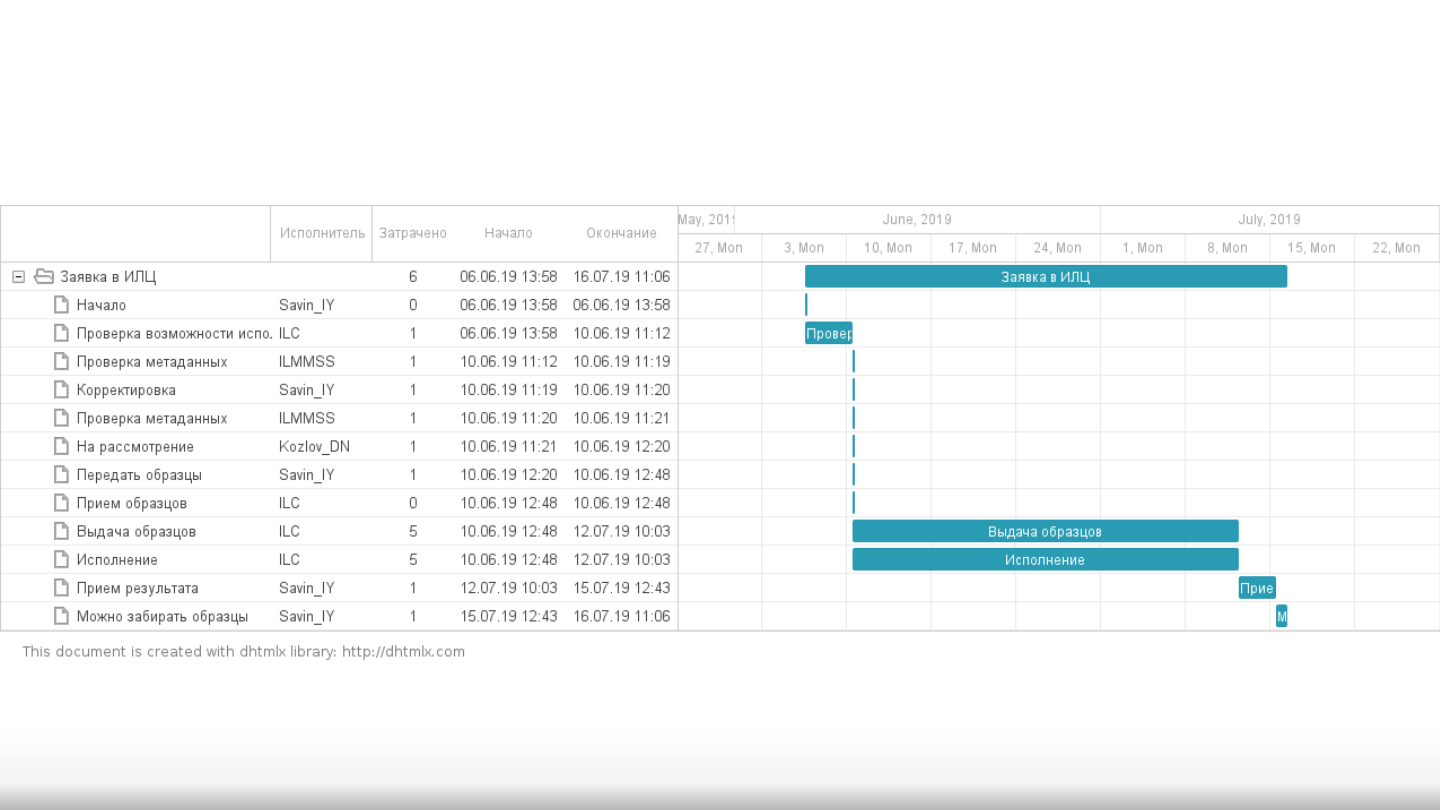 Исполнитель Затрачено Начало Окончание May, 2019 June, 2019 July, 2019
27, Mon 3, Mon 10, Mon 17, Mon 24, Mon 1, Mon 8, Mon 15, Mon 22, Mon
Заявка в ИЛЦ 6 06.06.19 13:58 16.07.19 11:06 Заявка в ИЛЦ
Начало Savin_IY 0 06.06.19 13:58 06.06.19 13:58
Проверка возможности испо. ILC 1 06.06.19 13:58 10.06.19 11:12 Провер
Проверка метаданных ILMMSS 1 10.06.19 11:12 10.06.19 11:19
Корректировка Savin_IY 1 10.06.19 11:19 10.06.19 11:20
Проверка метаданных ILMMSS 1 10.06.19 11:20 10.06.19 11:21
На рассмотрение Kozlov_DN 1 10.06.19 11:21 10.06.19 12:20
Передать образцы Savin_IY 1 10.06.19 12:20 10.06.19 12:48
Прием образцов ILC 0 10.06.19 12:48 10.06.19 12:48
Выдача образцов ILC 5 10.06.19 12:48 12.07.19 10:03 Выдача образцов
Исполнение ILC 5 10.06.19 12:48 12.07.19 10:03 Исполнение
Прием результата Savin_IY 1 12.07.19 10:03 15.07.19 12:43 Прие
Можно забирать образцы Savin_IY 1 15.07.19 12:43 16.07.19 11:06 М
This document is created with dhtmlx library: http://dhtmlx.com